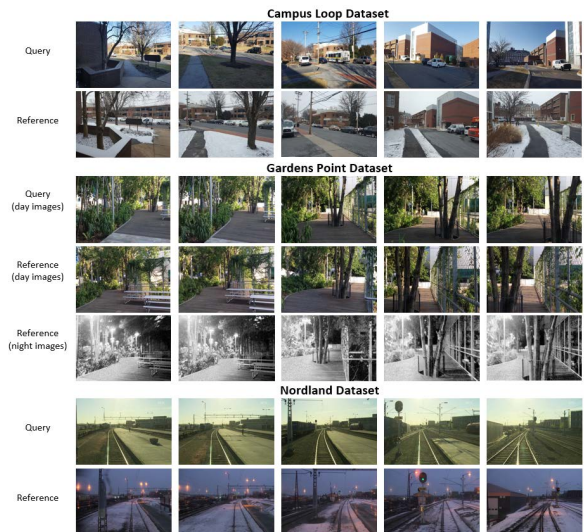 Campus Loop Dataset
Query
Reference
Gardens Point Dataset
Query
(day images)
Reference
(day images)
Reference
(night images)
Nordland Dataset
Query
Reference